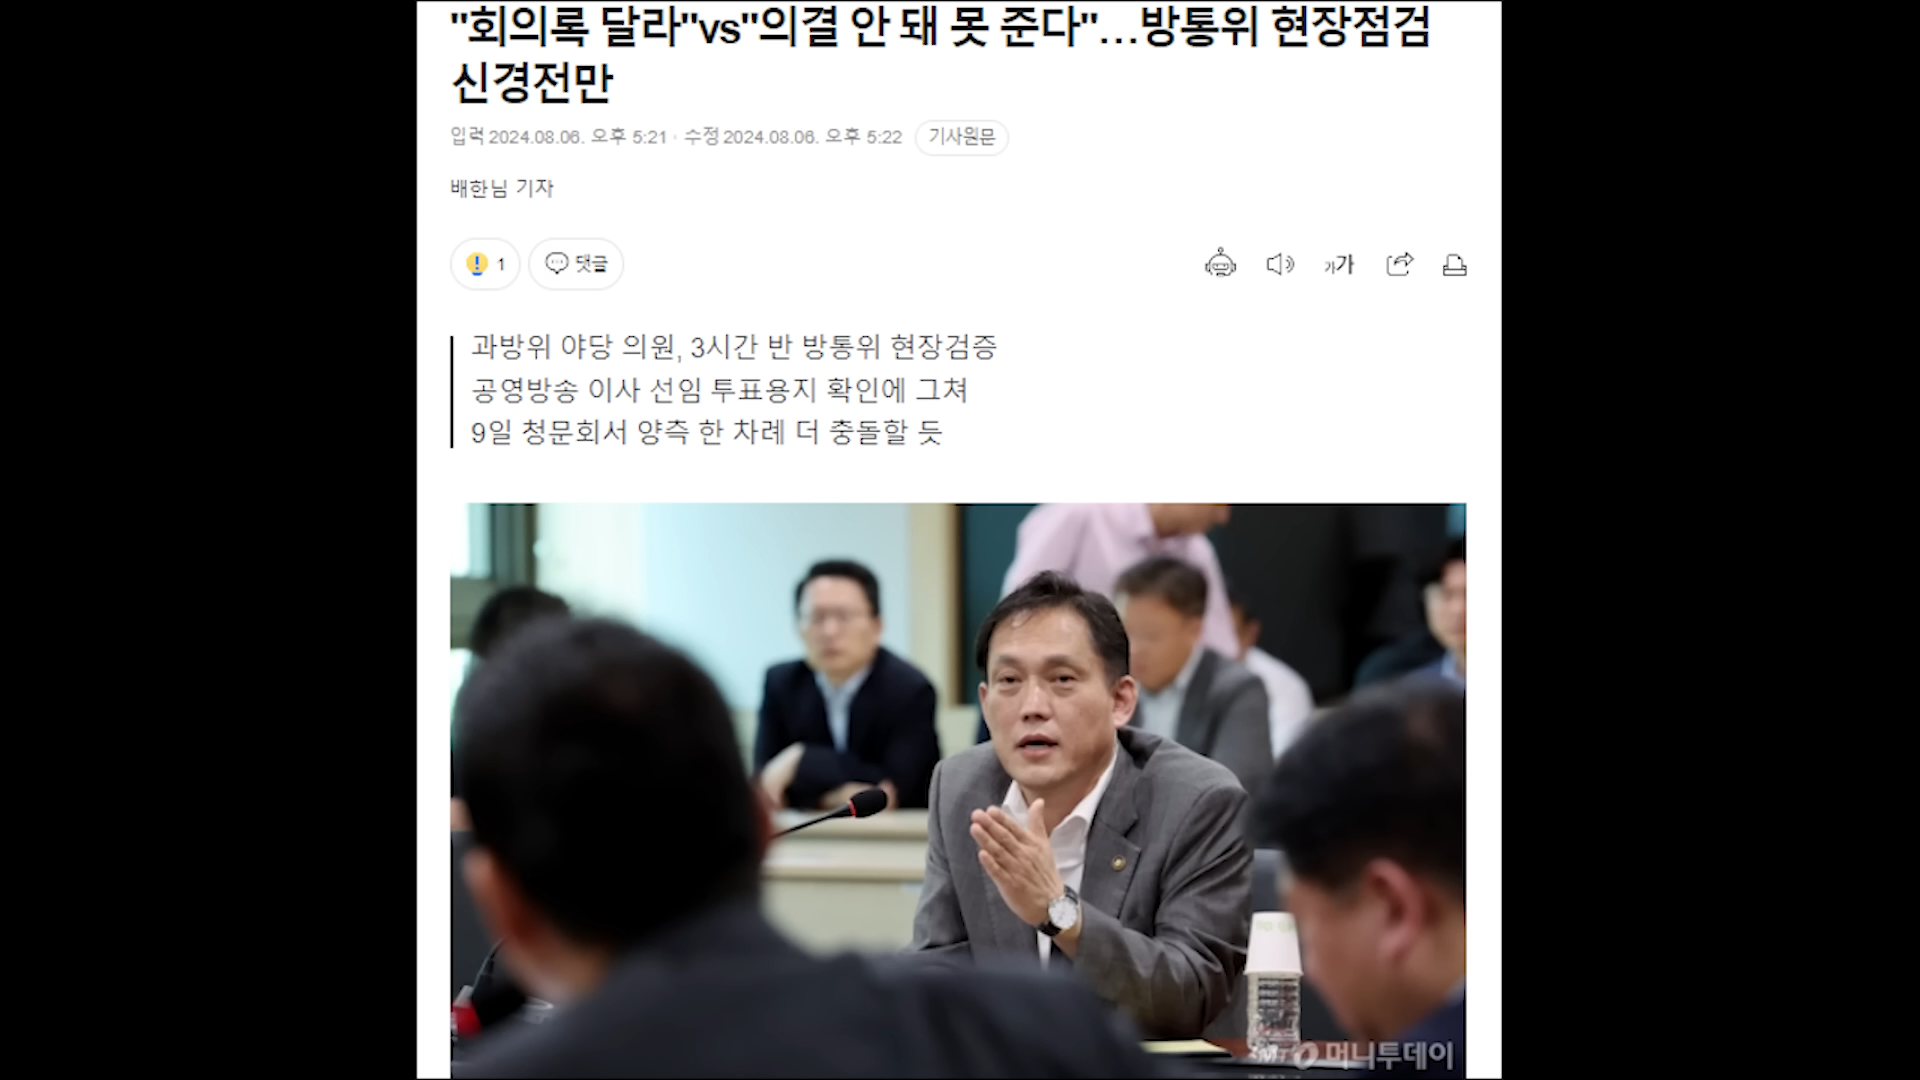 "회의록 달라"vs"의결 안 돼 못 준다"…방통위 현장점검
신경전만
입력 2024.08.06. 오후 5:21 · 수정 2024.08.06. 오후 5:22 기사원문
배한님 기자
1 댓글
가가
과방위 야당 의원, 3시간 반 방통위 현장검증
공영방송 이사 선임 투표용지 확인에 그쳐
9일 청문회서 양측 한 차례 더 충돌할 듯
머니투데이